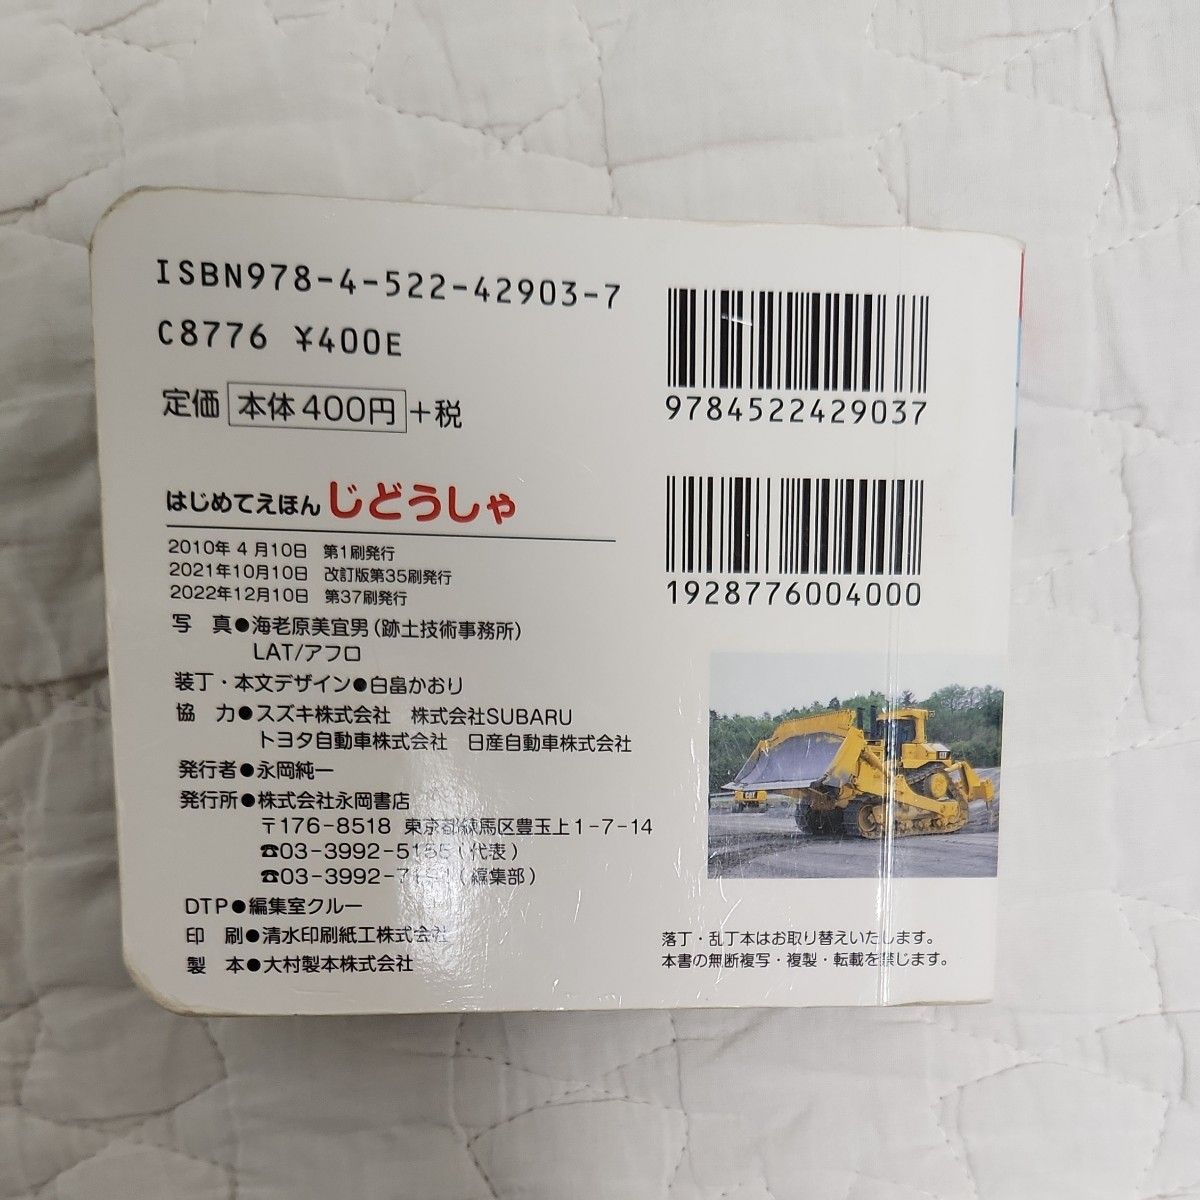 ISBN978-4-522-42903-7
C8776 ¥400E
定価 本体400円+税
9784522429037
1928776004000
はじめてえほん じどうしゃ
2010年4月10日 第1刷発行
2021年10月10日 改訂版第35刷発行
2022年12月10日 第37刷発行
写 真●海老原美宜男(跡土技術事務所)
LAT/アフロ
装丁・本文デザイン●白畠かおり
協 力●スズキ株式会社 株式会社SUBARU
トヨタ自動車株式会社 日産自動車株式会社
発行者●永岡純一
発行所●株式会社永岡書店
〒176-8518 東京都練馬区豊玉上1-7-14
☎03-3992-5155(代表)
☎03-3992- (編集部)
DTP●編集室クルー
印 刷●清水印刷紙工株式会社
製 本●大村製本株式会社
CAT
CAT
落丁・乱丁本はお取り替えいたします。
本書の無断複写・複製・転載を禁じます。